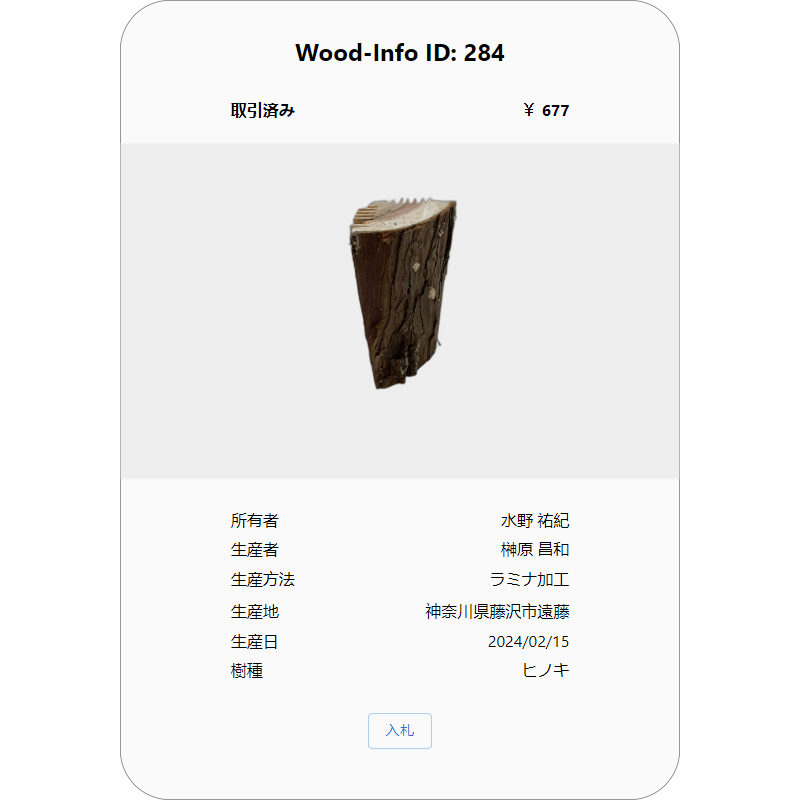 Wood-Info ID: 284
取引済み ￥ 677
所有者 水野 祐紀
生産者 榊原 昌和
生産方法 ラミナ加工
生産地 神奈川県藤沢市遠藤
生産日 2024/02/15
樹種 ヒノキ
入札